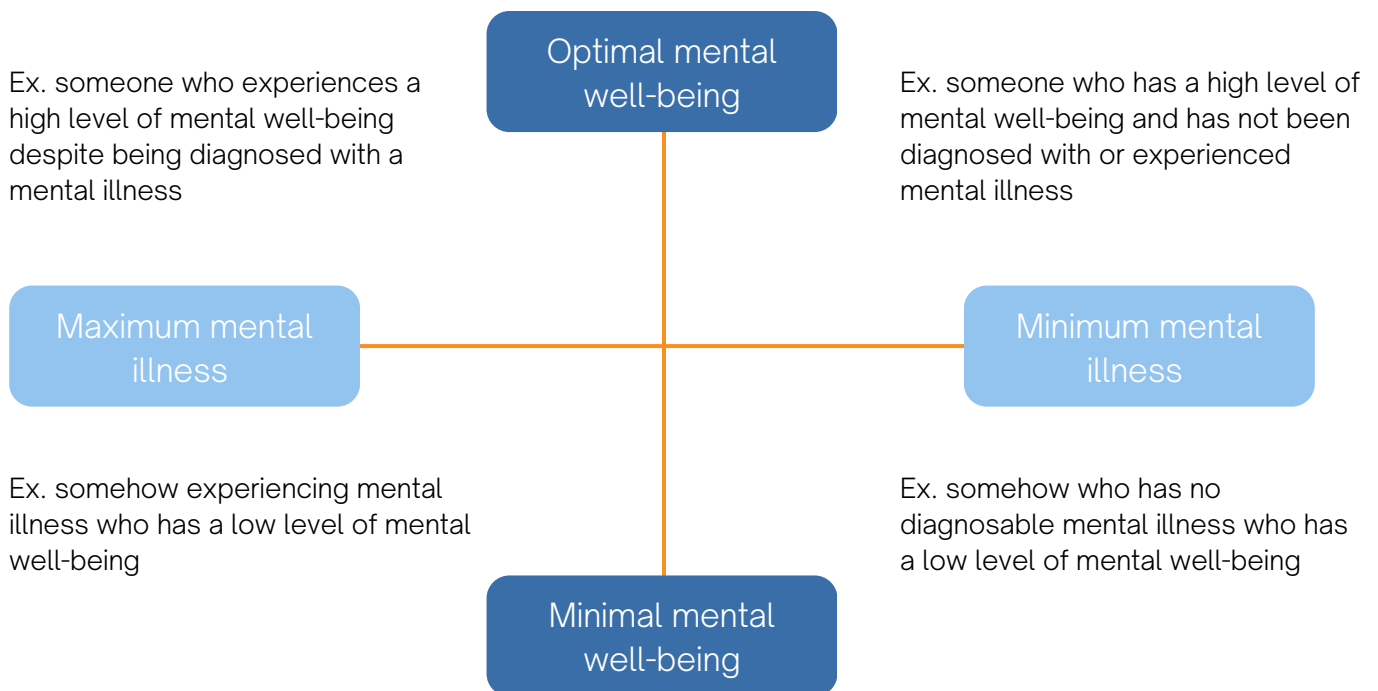 Optimal mental
well-being
Ex. someone who experiences a
high level of mental well-being
despite being diagnosed with a
mental illness
Ex. someone who has a high level of
mental well-being and has not been
diagnosed with or experienced
mental illness
Maximum mental
illness
Minimum mental
illness
Ex. somehow experiencing mental
illness who has a low level of mental
well-being
Ex. somehow who has no
diagnosable mental illness who has
a low level of mental well-being
Minimal mental
well-being